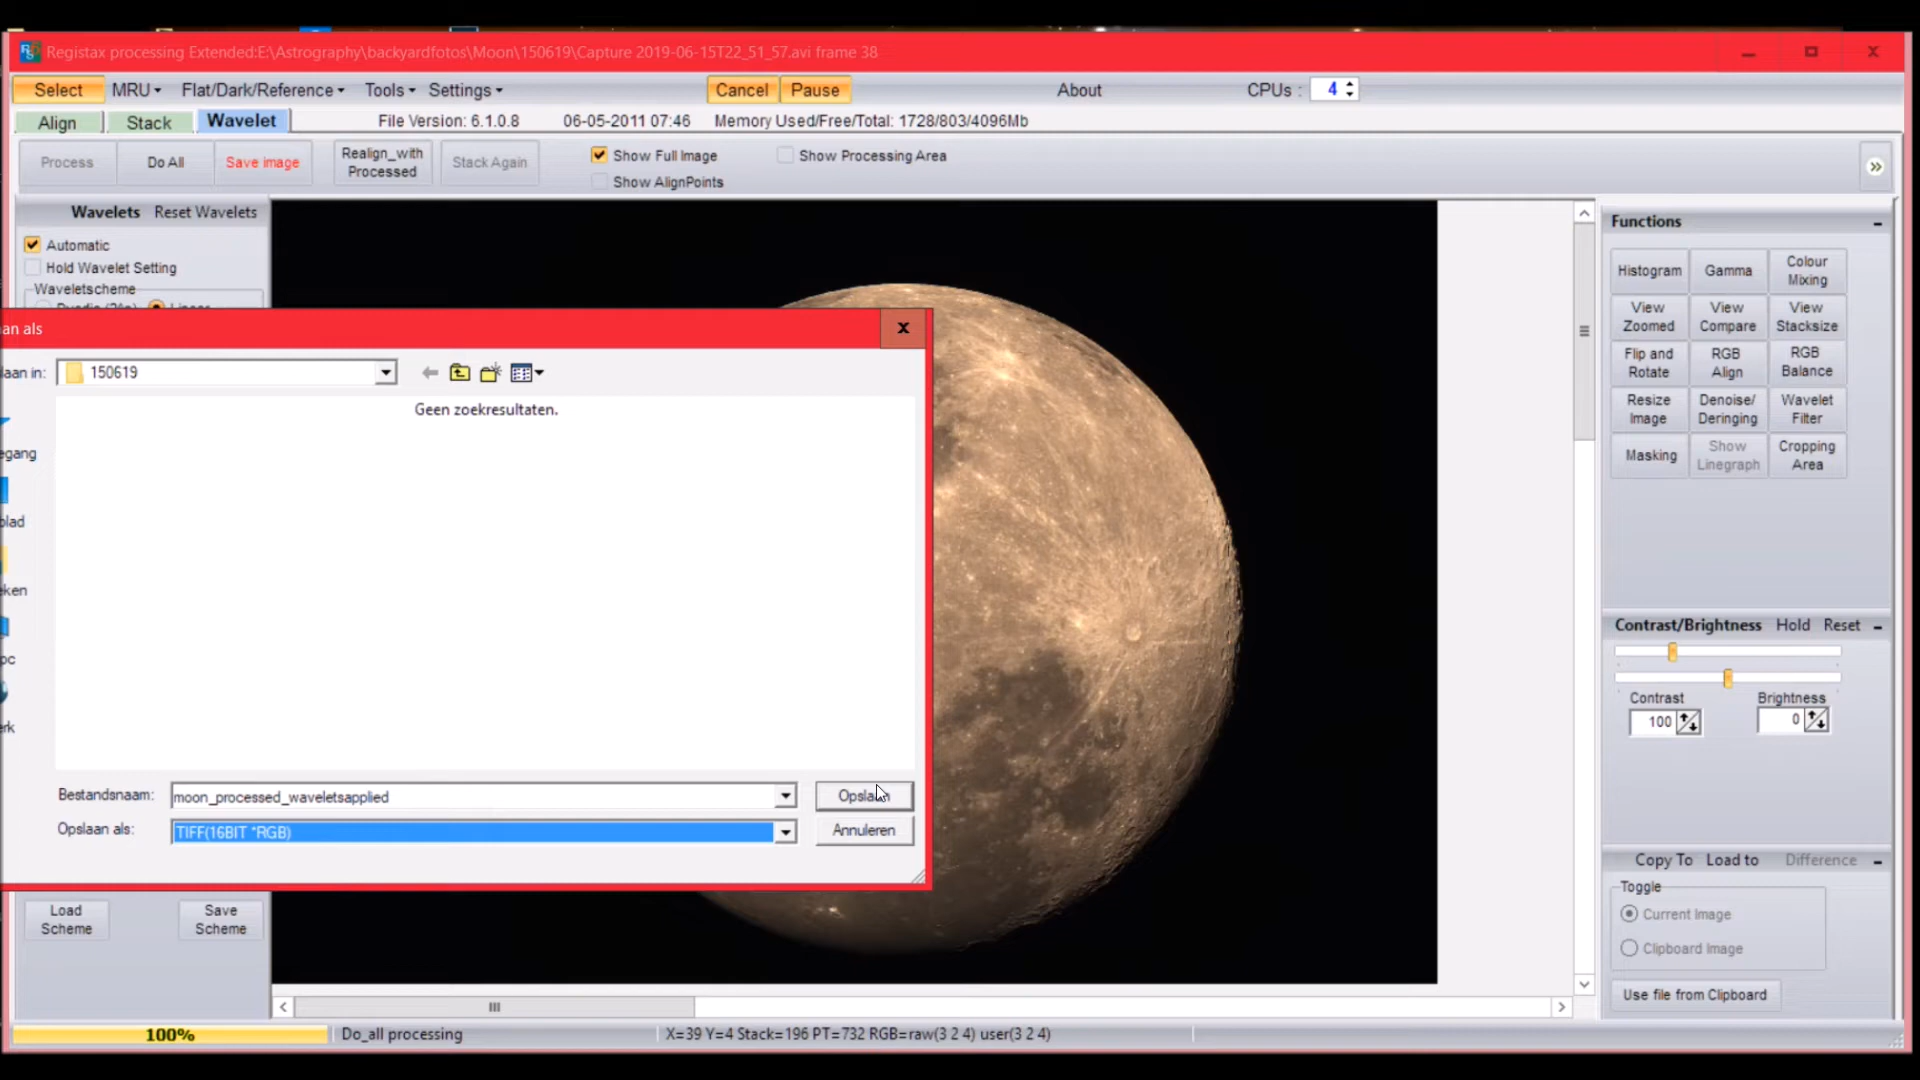 Registax processing Extended:E:\Astrography\backyardfotos\Moon\150619\Capture 2019-06-15T22_51_57.avi frame 38
Select MRU Flat/Dark/Reference Tools Settings Cancel Pause About CPUs : 4
Align Stack Wavelet File Version: 6.1.0.8 06-05-2011 07:46 Memory Used/Free/Total: 1728/803/4096Mb
Process Do All Save image Realign_with Processed Stack Again
Show Full Image Show Processing Area
Show AlignPoints
Wavelets Reset Wavelets
Automatic
Hold Wavelet Setting
Waveletscheme
an als
laan in: 150619
Geen zoekresultaten.
egang
blad
eken
pc
erk
Bestandsnaam: moon_processed_waveletsapplied Opslaan
Opslaan als: TIFF(16BIT *RGB) Annuleren
Load Scheme Save Scheme
Functions
Histogram Gamma Colour Mixing
View Zoomed View Compare View Stacksize
Flip and Rotate RGB Align RGB Balance
Resize Image Denoise/ Deringing Wavelet Filter
Masking Show Linegraph Cropping Area
Contrast/Brightness Hold Reset
Contrast Brightness
100 0
Copy To Load to Difference
Toggle
Current Image
Clipboard Image
Use file from Clipboard
100% Do_all processing X=39 Y=4 Stack=196 PT=732 RGB=raw(3 2 4) user(3 2 4)